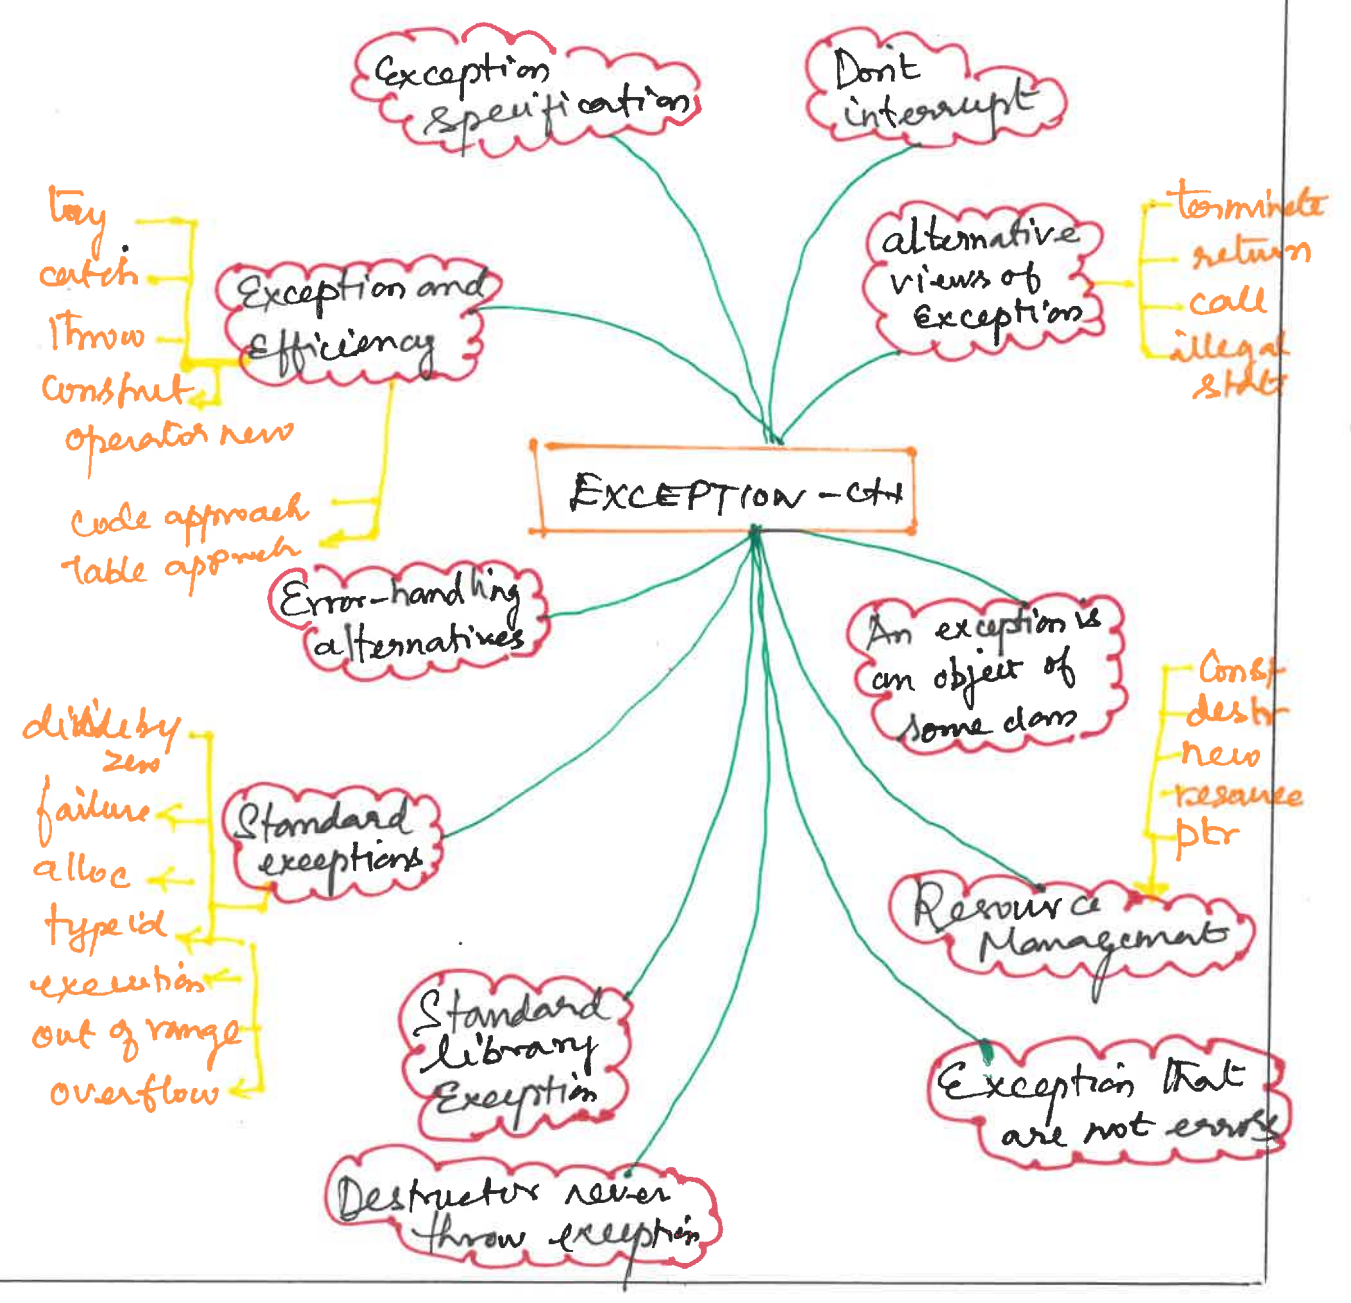 Exception
specification
Don't
interrupt
try
catch
throw
construct
operator new
code approach
table approach
Exception and
Efficiency
alternative
views of
Exception
terminate
return
call
illegal
state
EXCEPTION - C++
Error-handling
alternatives
An exception is
an object of
some class
Const
destr
new
resource
ptr
divide by
zero
failure
alloc
typeid
execution
out of range
overflow
Standard
exceptions
Resource
Management
Standard
library
Exception
Exception that
are not errors
Destructor never
throw exception